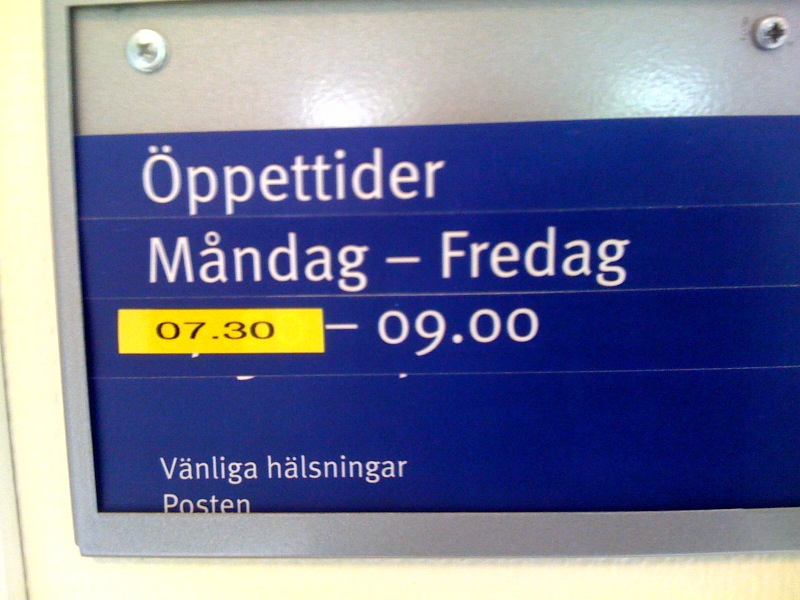 Öppettider
Måndag – Fredag
07.30 – 09.00
Vänliga hälsningar
Posten